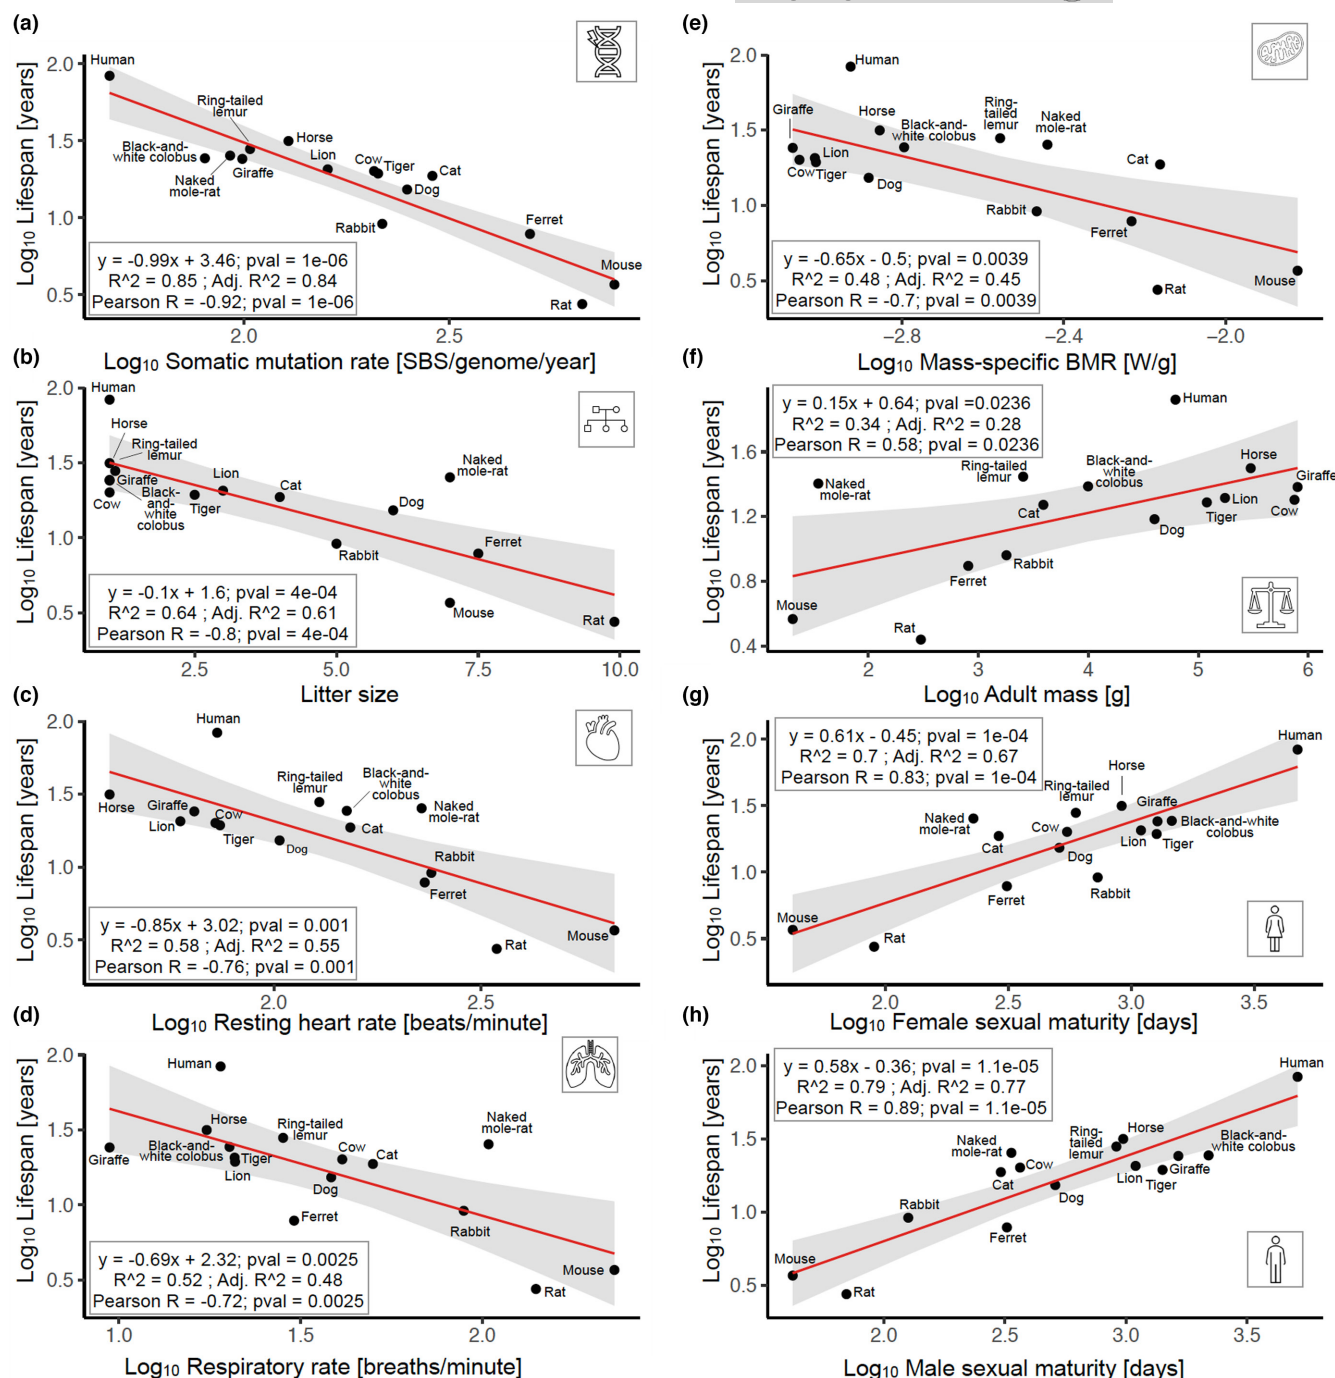 (a)
Log₁₀ Lifespan [years]
2.0
1.5
1.0
0.5
Human
Ring-tailed
lemur
Horse
Black-and-
white colobus
Lion
Cow
Tiger
Cat
Naked
mole-rat
Giraffe
Dog
Rabbit
Ferret
Mouse
Rat
y = -0.99x + 3.46; pval = 1e-06
R^2 = 0.85 ; Adj. R^2 = 0.84
Pearson R = -0.92; pval = 1e-06
2.0
2.5
Log₁₀ Somatic mutation rate [SBS/genome/year]
(b)
Log₁₀ Lifespan [years]
2.0
1.5
1.0
0.5
Human
Horse
Ring-tailed
lemur
Giraffe
Cow
Black-
and-
white
colobus
Tiger
Lion
Cat
Naked
mole-rat
Dog
Rabbit
Ferret
Mouse
Rat
y = -0.1x + 1.6; pval = 4e-04
R^2 = 0.64 ; Adj. R^2 = 0.61
Pearson R = -0.8; pval = 4e-04
2.5
5.0
7.5
10.0
Litter size
(c)
Log₁₀ Lifespan [years]
2.0
1.5
1.0
0.5
Human
Horse
Giraffe
Lion
Cow
Tiger
Ring-tailed
lemur
Black-and-
white
colobus
Naked
mole-rat
Cat
Dog
Rabbit
Ferret
Rat
Mouse
y = -0.85x + 3.02; pval = 0.001
R^2 = 0.58 ; Adj. R^2 = 0.55
Pearson R = -0.76; pval = 0.001
2.0
2.5
Log₁₀ Resting heart rate [beats/minute]
(d)
Log₁₀ Lifespan [years]
2.0
1.5
1.0
0.5
Human
Horse
Ring-tailed
lemur
Naked
mole-rat
Giraffe
Black-and-
white colobus
Tiger
Lion
Cow
Cat
Dog
Ferret
Rabbit
Mouse
Rat
y = -0.69x + 2.32; pval = 0.0025
R^2 = 0.52 ; Adj. R^2 = 0.48
Pearson R = -0.72; pval = 0.0025
1.0
1.5
2.0
Log₁₀ Respiratory rate [breaths/minute]
(e)
Log₁₀ Lifespan [years]
2.0
1.5
1.0
0.5
Human
Giraffe
Horse
Black-and-
white colobus
Ring-
tailed
lemur
Naked
mole-rat
Lion
Cow
Tiger
Dog
Cat
Rabbit
Ferret
Mouse
Rat
y = -0.65x - 0.5; pval = 0.0039
R^2 = 0.48 ; Adj. R^2 = 0.45
Pearson R = -0.7; pval = 0.0039
−2.8
−2.4
−2.0
Log₁₀ Mass-specific BMR [W/g]
(f)
Log₁₀ Lifespan [years]
1.6
1.2
0.8
0.4
y = 0.15x + 0.64; pval =0.0236
R^2 = 0.34 ; Adj. R^2 = 0.28
Pearson R = 0.58; pval = 0.0236
Human
Naked
mole-rat
Ring-tailed
lemur
Black-and-
white
colobus
Horse
Giraffe
Cat
Lion
Tiger
Cow
Dog
Rabbit
Ferret
Mouse
Rat
2
3
4
5
6
Log₁₀ Adult mass [g]
(g)
Log₁₀ Lifespan [years]
2.0
1.5
1.0
0.5
y = 0.61x - 0.45; pval = 1e-04
R^2 = 0.7 ; Adj. R^2 = 0.67
Pearson R = 0.83; pval = 1e-04
Human
Horse
Ring-tailed
lemur
Giraffe
Naked
mole-rat
Cow
Black-and-white
colobus
Cat
Dog
Lion
Tiger
Ferret
Rabbit
Mouse
Rat
2.0
2.5
3.0
3.5
Log₁₀ Female sexual maturity [days]
(h)
Log₁₀ Lifespan [years]
2.0
1.5
1.0
0.5
y = 0.58x - 0.36; pval = 1.1e-05
R^2 = 0.79 ; Adj. R^2 = 0.77
Pearson R = 0.89; pval = 1.1e-05
Human
Horse
Ring-
tailed
lemur
Black-and-
white colobus
Naked
mole-rat
Cow
Cat
Dog
Lion
Tiger
Giraffe
Rabbit
Ferret
Mouse
Rat
2.0
2.5
3.0
3.5
Log₁₀ Male sexual maturity [days]